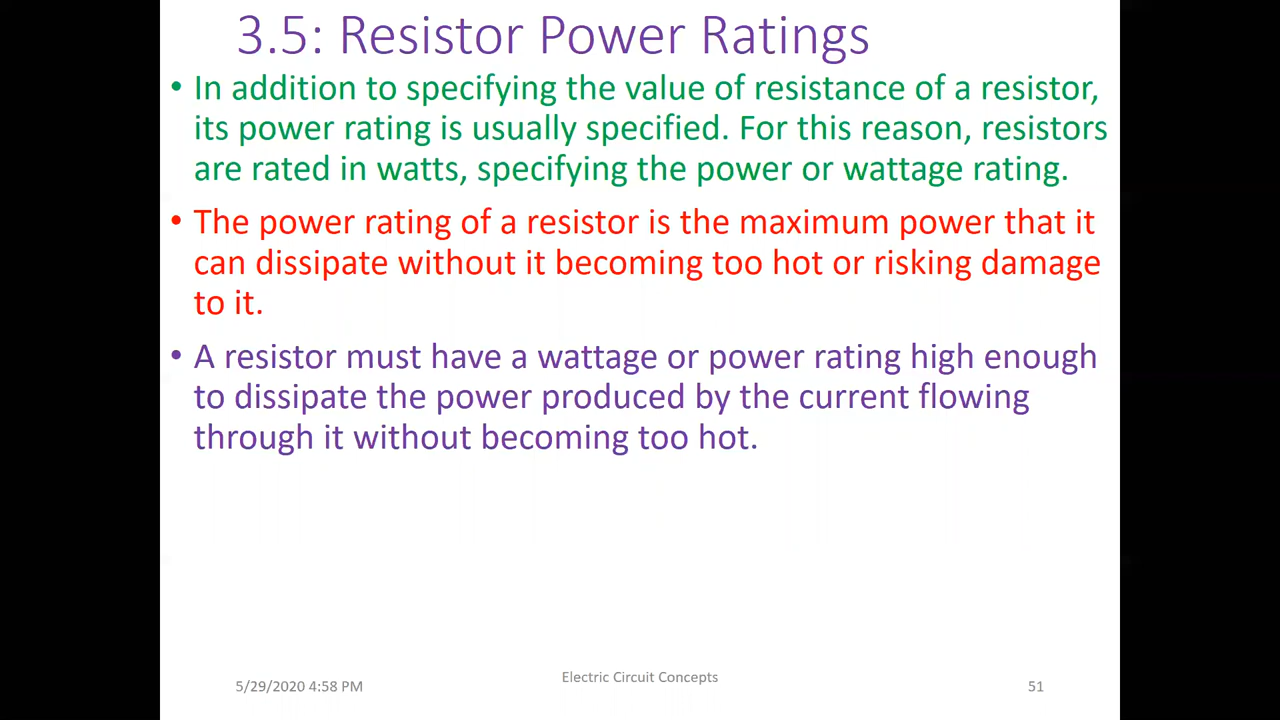 3.5: Resistor Power Ratings
• In addition to specifying the value of resistance of a resistor,
its power rating is usually specified. For this reason, resistors
are rated in watts, specifying the power or wattage rating.
• The power rating of a resistor is the maximum power that it
can dissipate without it becoming too hot or risking damage
to it.
• A resistor must have a wattage or power rating high enough
to dissipate the power produced by the current flowing
through it without becoming too hot.
5/29/2020 4:58 PM
Electric Circuit Concepts
51